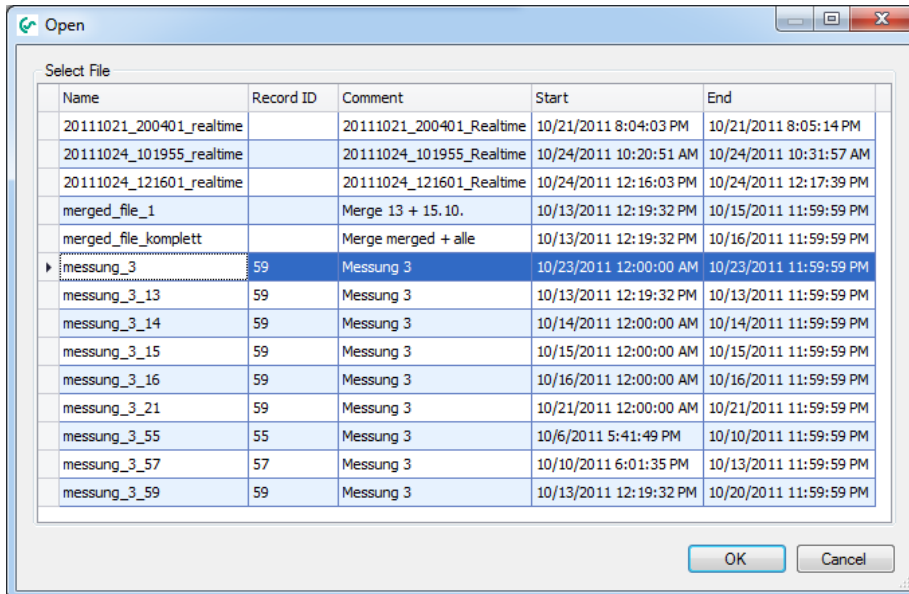 Open
Select File
Name Record ID Comment Start End
20111021_200401_realtime 20111021_200401_Realtime 10/21/2011 8:04:03 PM 10/21/2011 8:05:14 PM
20111024_101955_realtime 20111024_101955_Realtime 10/24/2011 10:20:51 AM 10/24/2011 10:31:57 AM
20111024_121601_realtime 20111024_121601_Realtime 10/24/2011 12:16:03 PM 10/24/2011 12:17:39 PM
merged_file_1 Merge 13 + 15.10. 10/13/2011 12:19:32 PM 10/15/2011 11:59:59 PM
merged_file_komplett Merge merged + alle 10/13/2011 12:19:32 PM 10/16/2011 11:59:59 PM
messung_3 59 Messung 3 10/23/2011 12:00:00 AM 10/23/2011 11:59:59 PM
messung_3_13 59 Messung 3 10/13/2011 12:19:32 PM 10/13/2011 11:59:59 PM
messung_3_14 59 Messung 3 10/14/2011 12:00:00 AM 10/14/2011 11:59:59 PM
messung_3_15 59 Messung 3 10/15/2011 12:00:00 AM 10/15/2011 11:59:59 PM
messung_3_16 59 Messung 3 10/16/2011 12:00:00 AM 10/16/2011 11:59:59 PM
messung_3_21 59 Messung 3 10/21/2011 12:00:00 AM 10/21/2011 11:59:59 PM
messung_3_55 55 Messung 3 10/6/2011 5:41:49 PM 10/10/2011 11:59:59 PM
messung_3_57 57 Messung 3 10/10/2011 6:01:35 PM 10/13/2011 11:59:59 PM
messung_3_59 59 Messung 3 10/13/2011 12:19:32 PM 10/20/2011 11:59:59 PM
OK Cancel